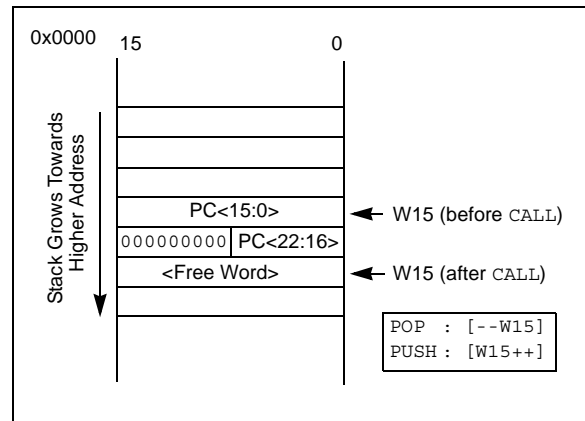 0x0000
15 0
Stack Grows Towards
Higher Address
PC<15:0>
W15 (before CALL)
000000000 PC<22:16>
<Free Word>
W15 (after CALL)
POP : [--W15]
PUSH : [W15++]